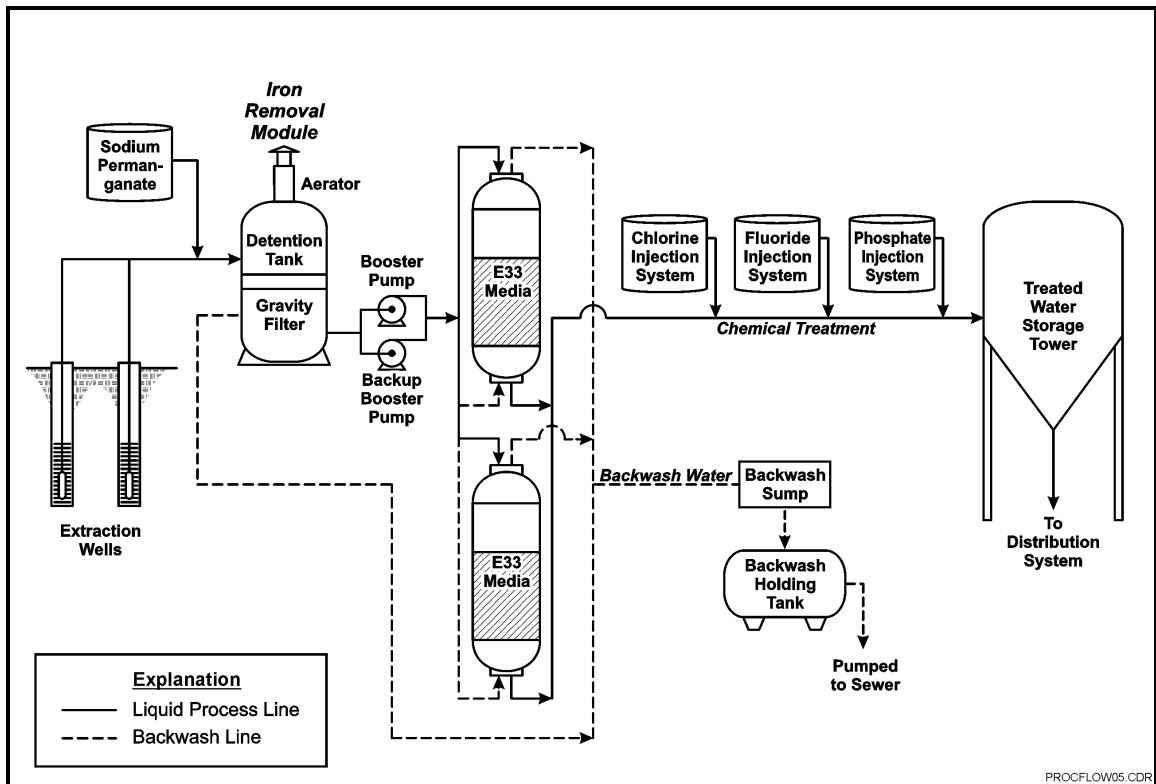 Iron
Removal
Module
Sodium
Perman-
ganate
Aerator
Detention
Tank
Gravity
Filter
Booster
Pump
Backup
Booster
Pump
E33
Media
E33
Media
Chlorine
Injection
System
Fluoride
Injection
System
Phosphate
Injection
System
Chemical Treatment
Treated
Water
Storage
Tower
Extraction
Wells
Backwash Water
Backwash
Sump
Backwash
Holding
Tank
To
Distribution
System
Pumped
to Sewer
Explanation
Liquid Process Line
Backwash Line
PROCFLOW05.CDR